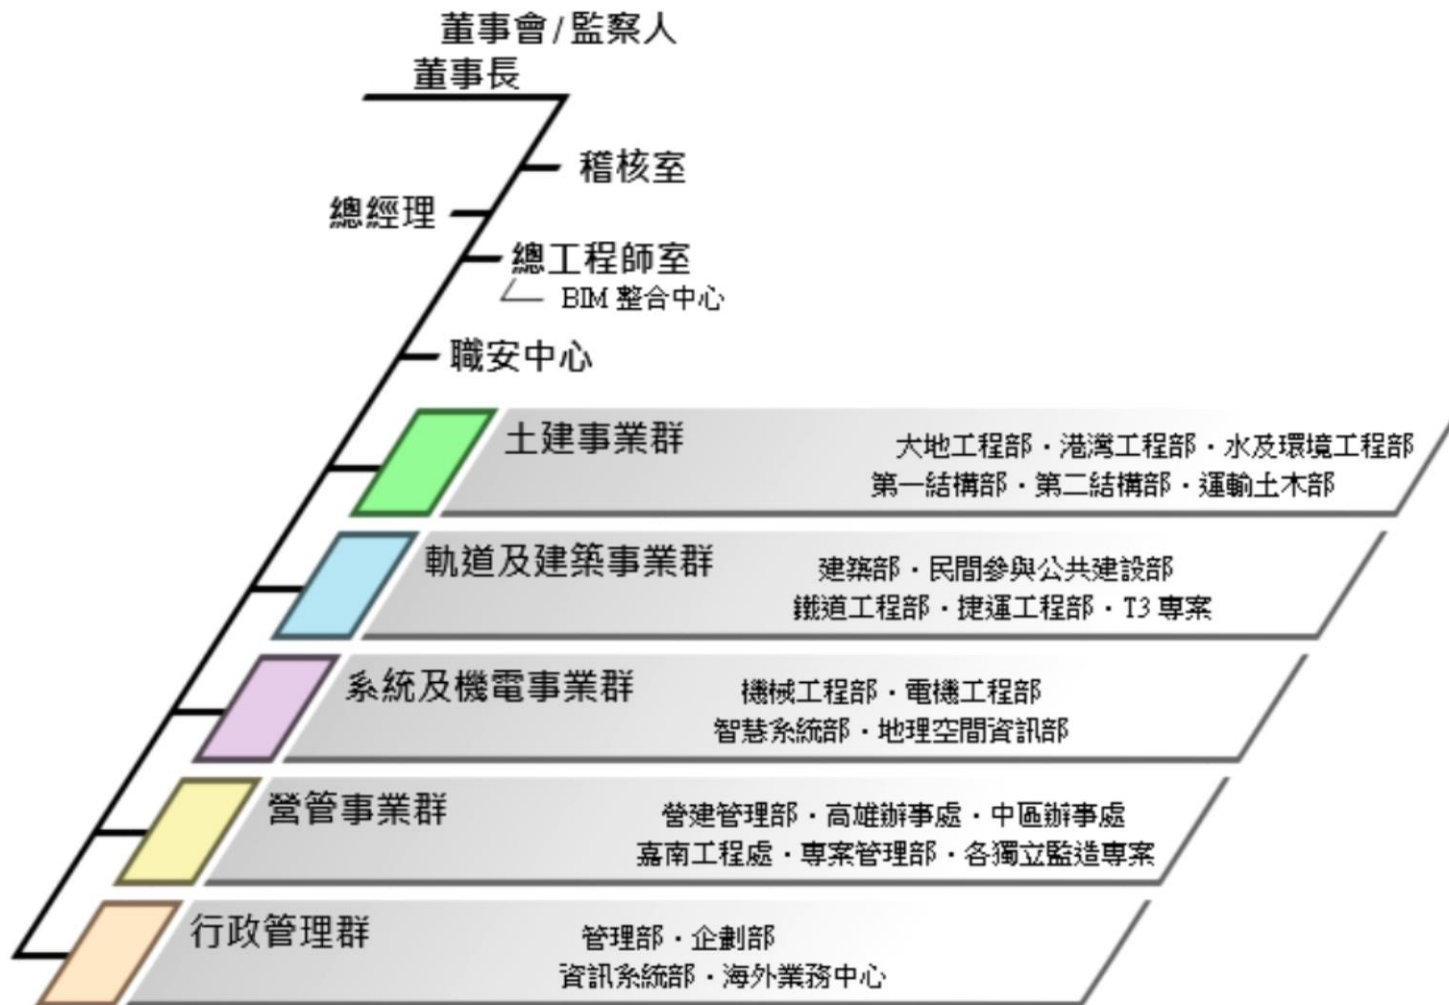 董事會/監察人
董事長
稽核室
總經理
總工程師室
BIM 整合中心
職安中心
土建事業群
大地工程部・港灣工程部・水及環境工程部
第一結構部・第二結構部・運輸土木部
軌道及建築事業群
建築部・民間參與公共建設部
鐵道工程部・捷運工程部・T3 專案
系統及機電事業群
機械工程部・電機工程部
智慧系統部・地理空間資訊部
營管事業群
營建管理部・高雄辦事處・中區辦事處
嘉南工程處・專案管理部・各獨立監造專案
行政管理群
管理部・企劃部
資訊系統部・海外業務中心